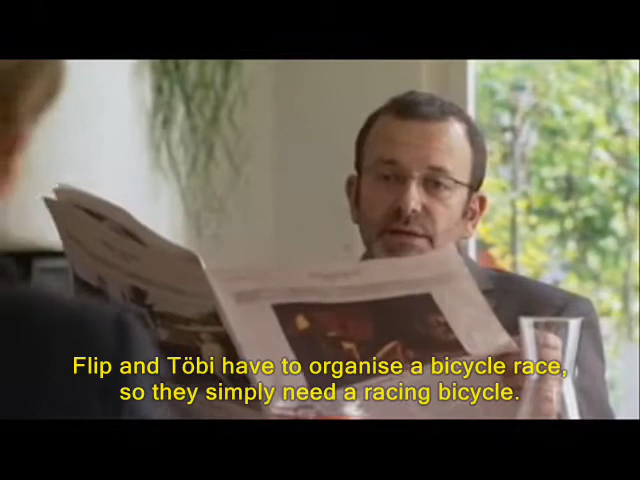 Flip and Töbi have to organise a bicycle race,
so they simply need a racing bicycle.